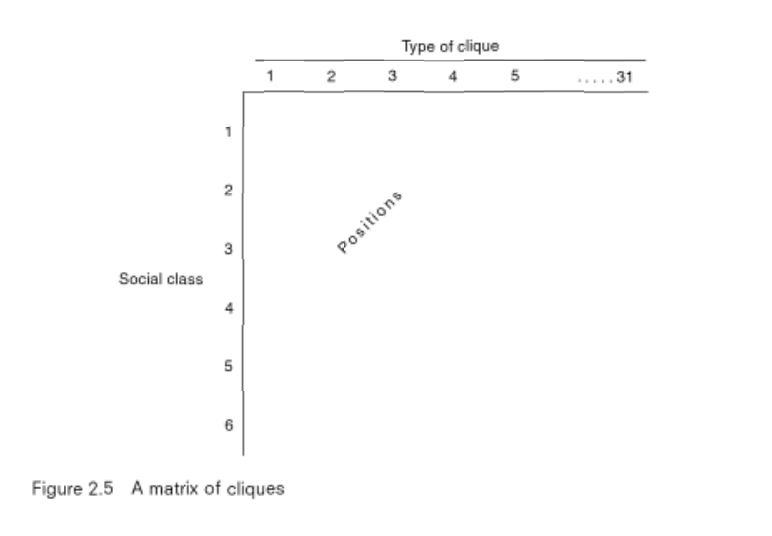 Type of clique
1 2 3 4 5 .....31
1
2
Positions
3
Social class
4
5
6
Figure 2.5 A matrix of cliques